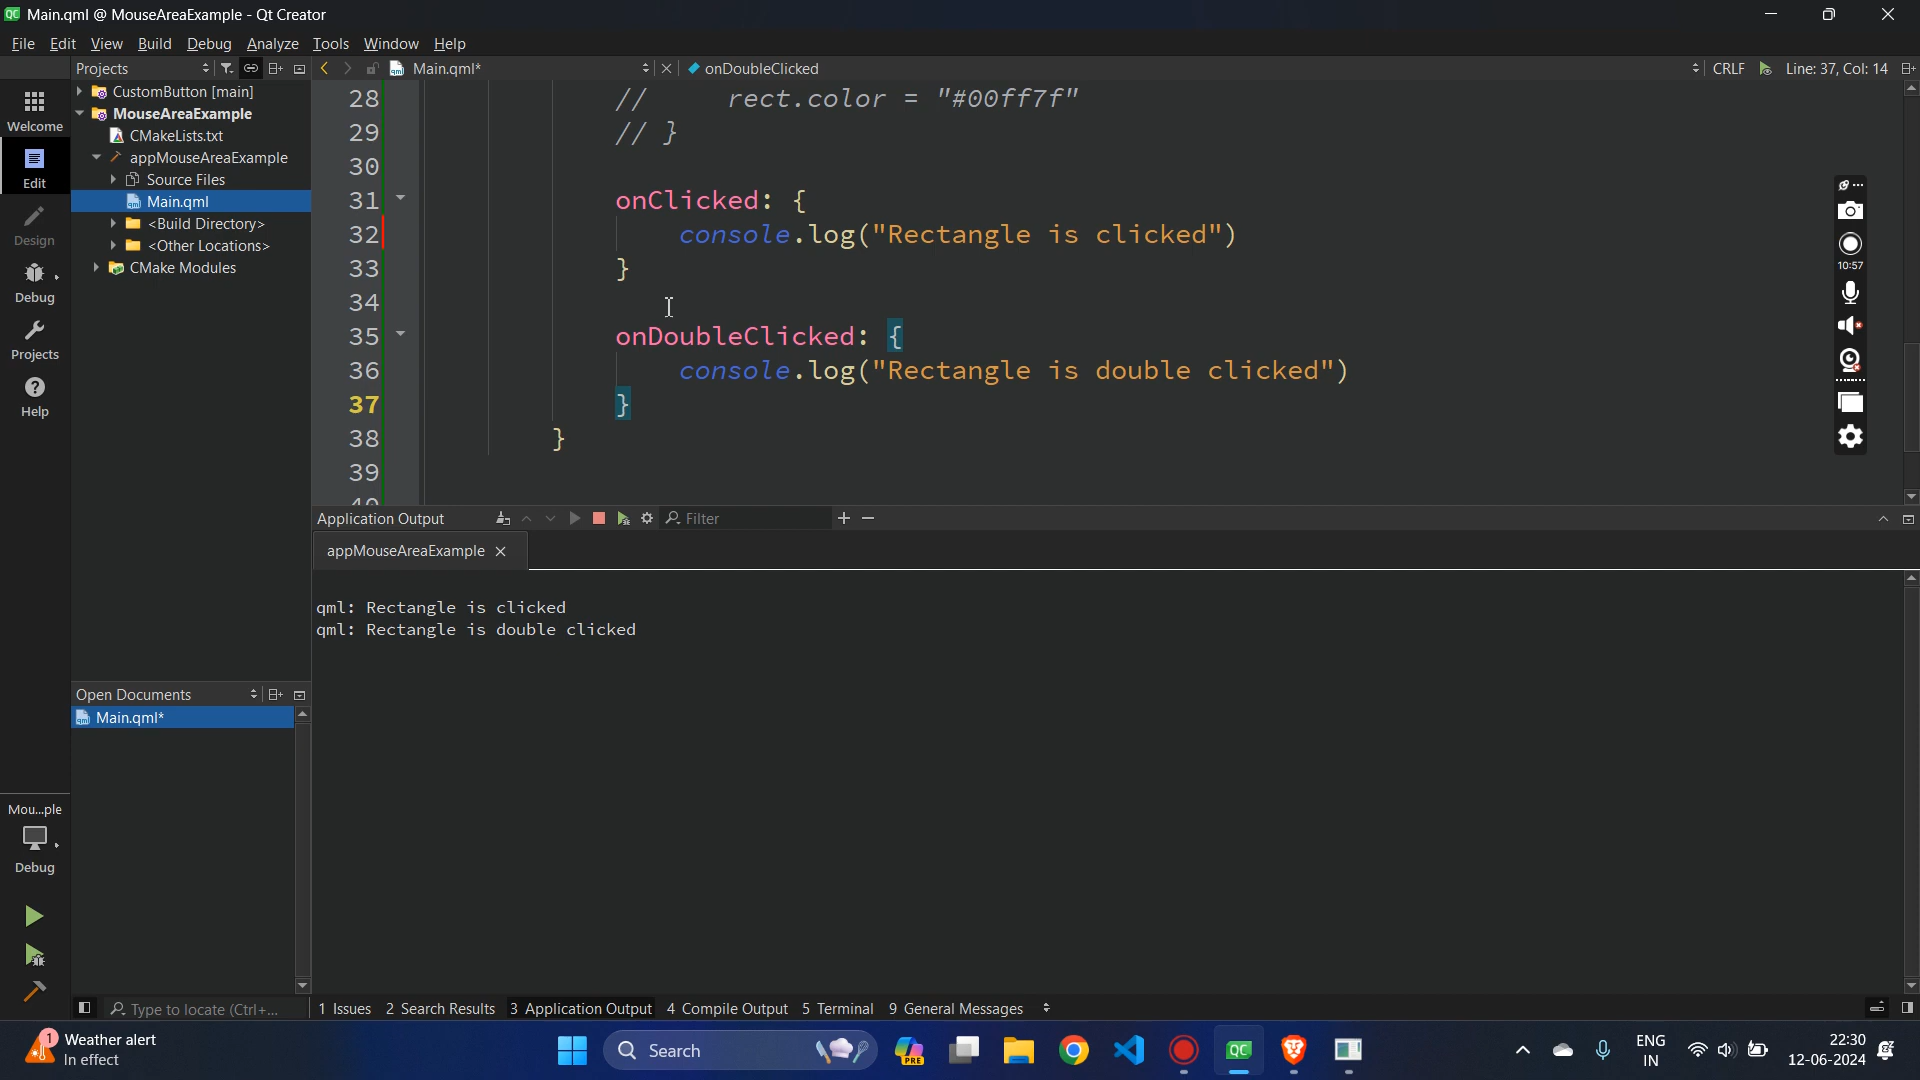 Main.qml @ MouseAreaExample - Qt Creator
File Edit View Build Debug Analyze Tools Window Help
Projects
Main.qml*
onDoubleClicked
CRLF
Line: 37, Col: 14
Welcome
Edit
Design
Debug
Projects
Help
CustomButton [main]
MouseAreaExample
CMakeLists.txt
appMouseAreaExample
Source Files
Main.qml
<Build Directory>
<Other Locations>
CMake Modules
28 // rect.color = "#00ff7f"
29 // }
30
31 onClicked: {
32 console.log("Rectangle is clicked")
33 }
34
35 onDoubleClicked: {
36 console.log("Rectangle is double clicked")
37 }
38 }
39
40
10:57
Application Output
Filter
appMouseAreaExample
qml: Rectangle is clicked
qml: Rectangle is double clicked
Open Documents
Main.qml*
Mou...ple
Debug
Type to locate (Ctrl+...
1 Issues 2 Search Results 3 Application Output 4 Compile Output 5 Terminal 9 General Messages
1
Weather alert
In effect
Search
PRE
QC
ENG
IN
22:30
12-06-2024